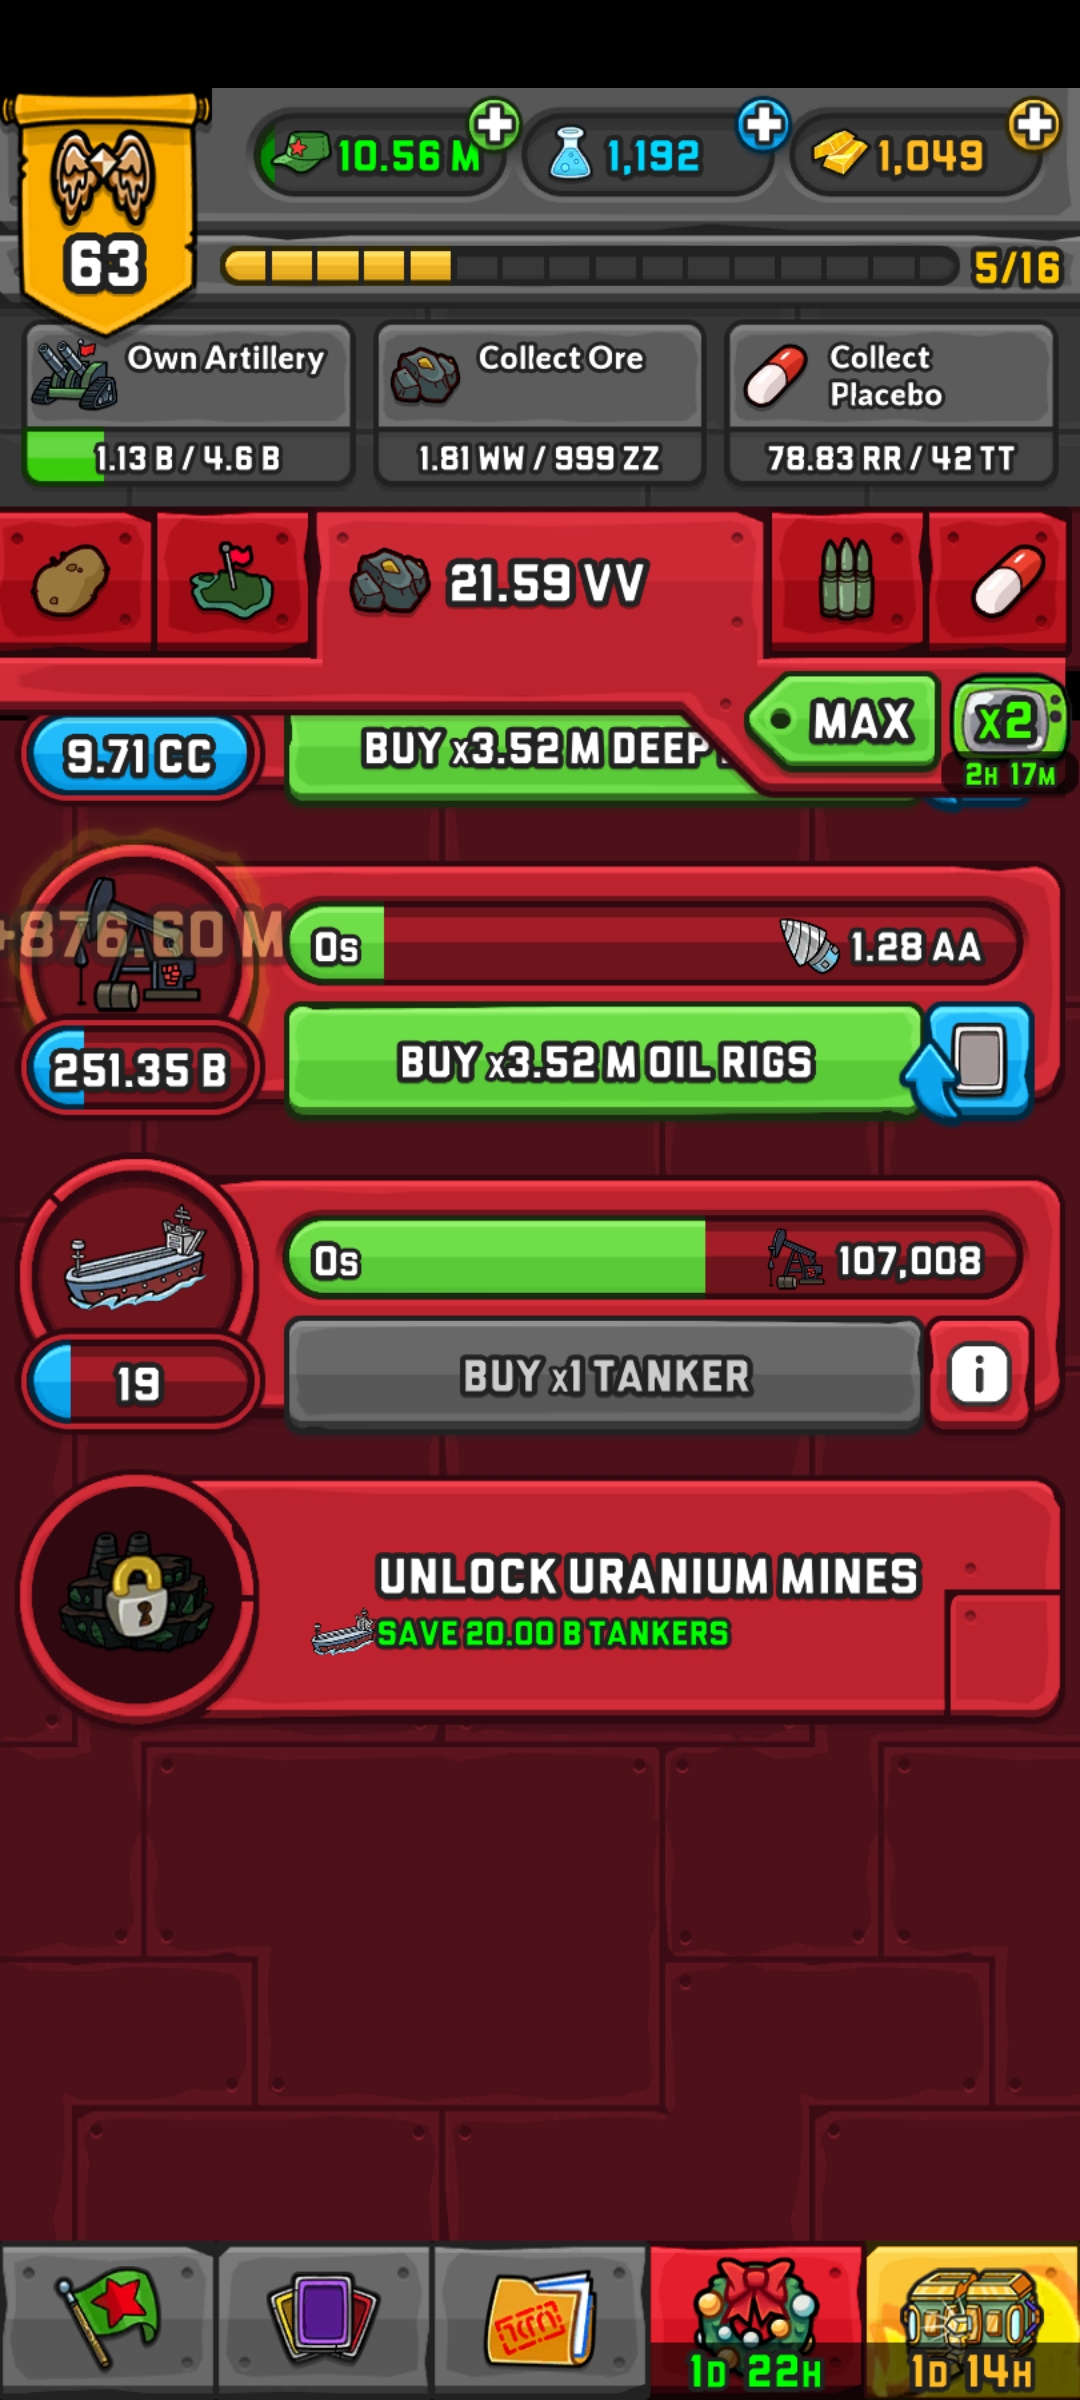 10.56 M
1,192
1,049
63
5/16
Own Artillery
1.13 B / 4.6 B
Collect Ore
1.81 WW / 999 ZZ
Collect
Placebo
78.83 RR / 42 TT
21.59 VV
MAX
x2
2H 17M
9.71 CC
BUY x3.52 M DEEP
+876.60 M
0s
1.28 AA
251.35 B
BUY x3.52 M OIL RIGS
0s
107,008
19
BUY x1 TANKER
i
UNLOCK URANIUM MINES
SAVE 20.00 B TANKERS
1D 22H
1D 14H